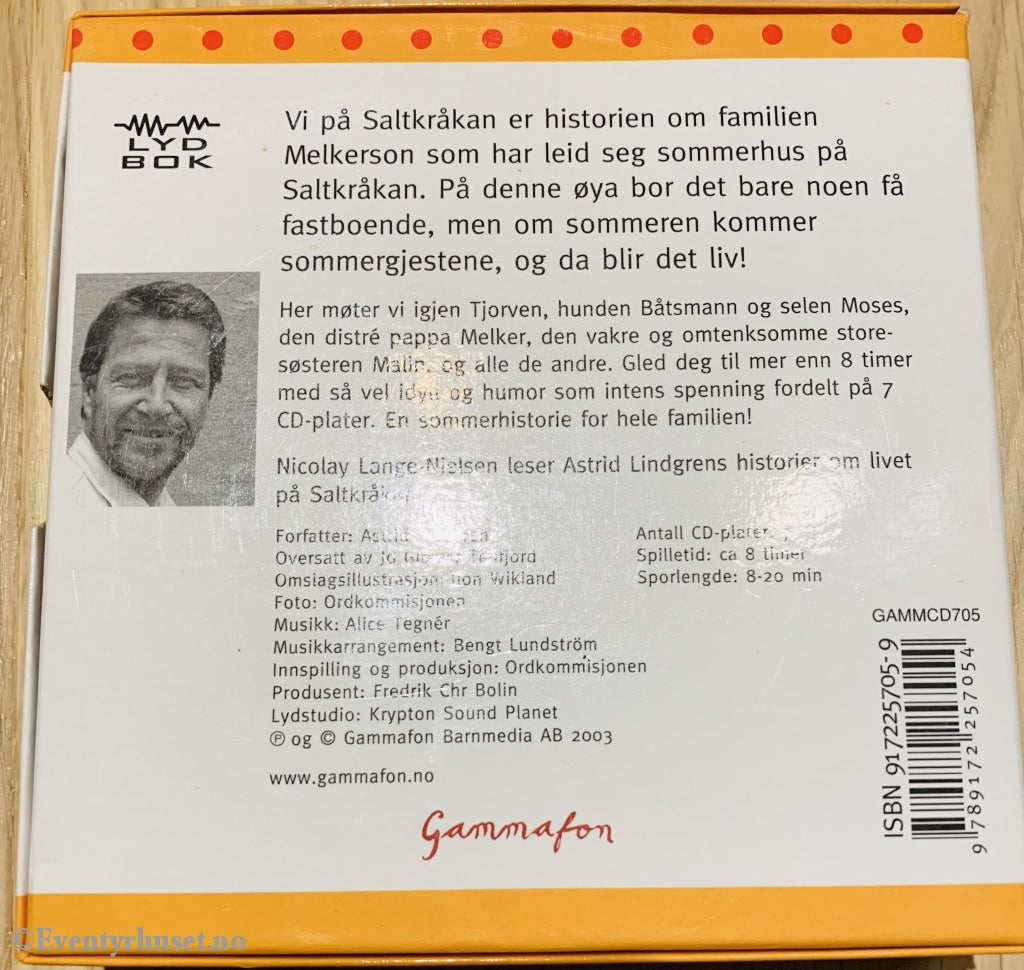 LYD
BOK
Vi på Saltkråkan er historien om familien
Melkerson som har leid seg sommerhus på
Saltkråkan. På denne øya bor det bare noen få
fastboende, men om sommeren kommer
sommergjestene, og da blir det liv!
Her møter vi igjen Tjorven, hunden Båtsmann og selen Moses,
den distré pappa Melker, den vakre og omtenksomme store-
søsteren Malin, og alle de andre. Gled deg til mer enn 8 timer
med så vel idyll og humor som intens spenning fordelt på 7
CD-plater. En sommerhistorie for hele familien!
Nicolay Lange-Nielsen leser Astrid Lindgrens historier om livet
på
Forfatter:
Oversatt av Jo
Omslagsillustrasjon: Wikland
Foto: Ordkommisjonen
Musikk: Alice Tegnér
Musikkarrangement: Bengt Lundström
Innspilling og produksjon: Ordkommisjonen
Produsent: Fredrik Chr Bolin
Lydstudio: Krypton Sound Planet
℗ og © Gammafon Barnmedia AB 2003
www.gammafon.no
Antall CD-plater:
Spilletid: ca 8 timer
Sporlengde: 8-20 min
GAMMCD705
ISBN 917225705-9
9 789172 257054
Gammafon
©Eventyrhuset.no